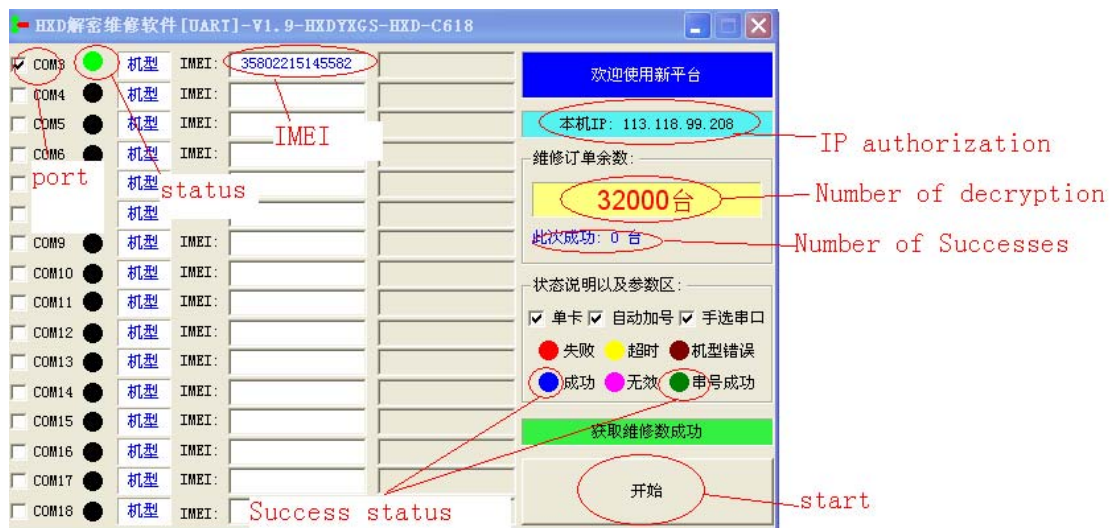 HXD解密维修软件[UART]-V1.9-HXDYXGS-HXD-C618
COM3 机型 IMEI: 35802215145582
COM4 机型 IMEI:
COM5 机型 IMEI:
COM6 机型 IMEI:
机型
机型
COM9 机型 IMEI:
COM10 机型 IMEI:
COM11 机型 IMEI:
COM12 机型 IMEI:
COM13 机型 IMEI:
COM14 机型 IMEI:
COM15 机型 IMEI:
COM16 机型 IMEI:
COM17 机型 IMEI:
COM18 机型 IMEI:
port
status
IMEI
Success status
欢迎使用新平台
本机IP: 113.118.99.208
IP authorization
维修订单余数:
32000台
Number of decryption
此次成功: 0 台
Number of Successes
状态说明以及参数区:
单卡 自动加号 手选串口
失败 超时 机型错误
成功 无效 串号成功
获取维修数成功
开始
start